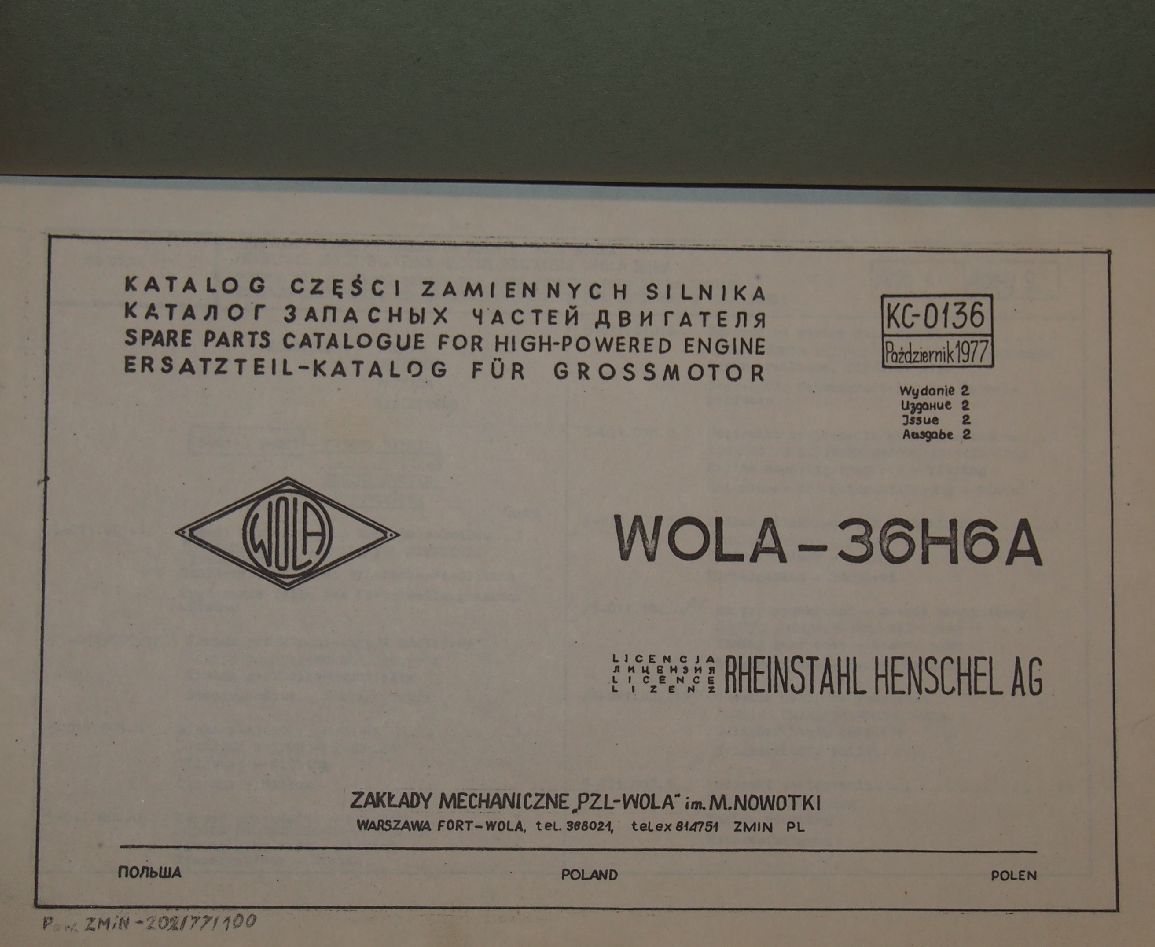 KATALOG CZĘŚCI ZAMIENNYCH SILNIKA
КАТАЛОГ ЗАПАСНЫХ ЧАСТЕЙ ДВИГАТЕЛЯ
SPARE PARTS CATALOGUE FOR HIGH-POWERED ENGINE
ERSATZTEIL-KATALOG FÜR GROSSMOTOR
KC-0136
Październik 1977
Wydanie 2
Издание 2
Jssue 2
Ausgabe 2
WOLA
WOLA-36H6A
LICENCJA
ЛИЦЕНЗИЯ
LICENCE
LIZENZ
RHEINSTAHL HENSCHEL AG
ZAKŁADY MECHANICZNE „PZL-WOLA" im. M.NOWOTKI
WARSZAWA FORT-WOLA, tel. 368021, telex 814751 ZMIN PL
ПОЛЬША POLAND POLEN
ZMiN-202/77/100